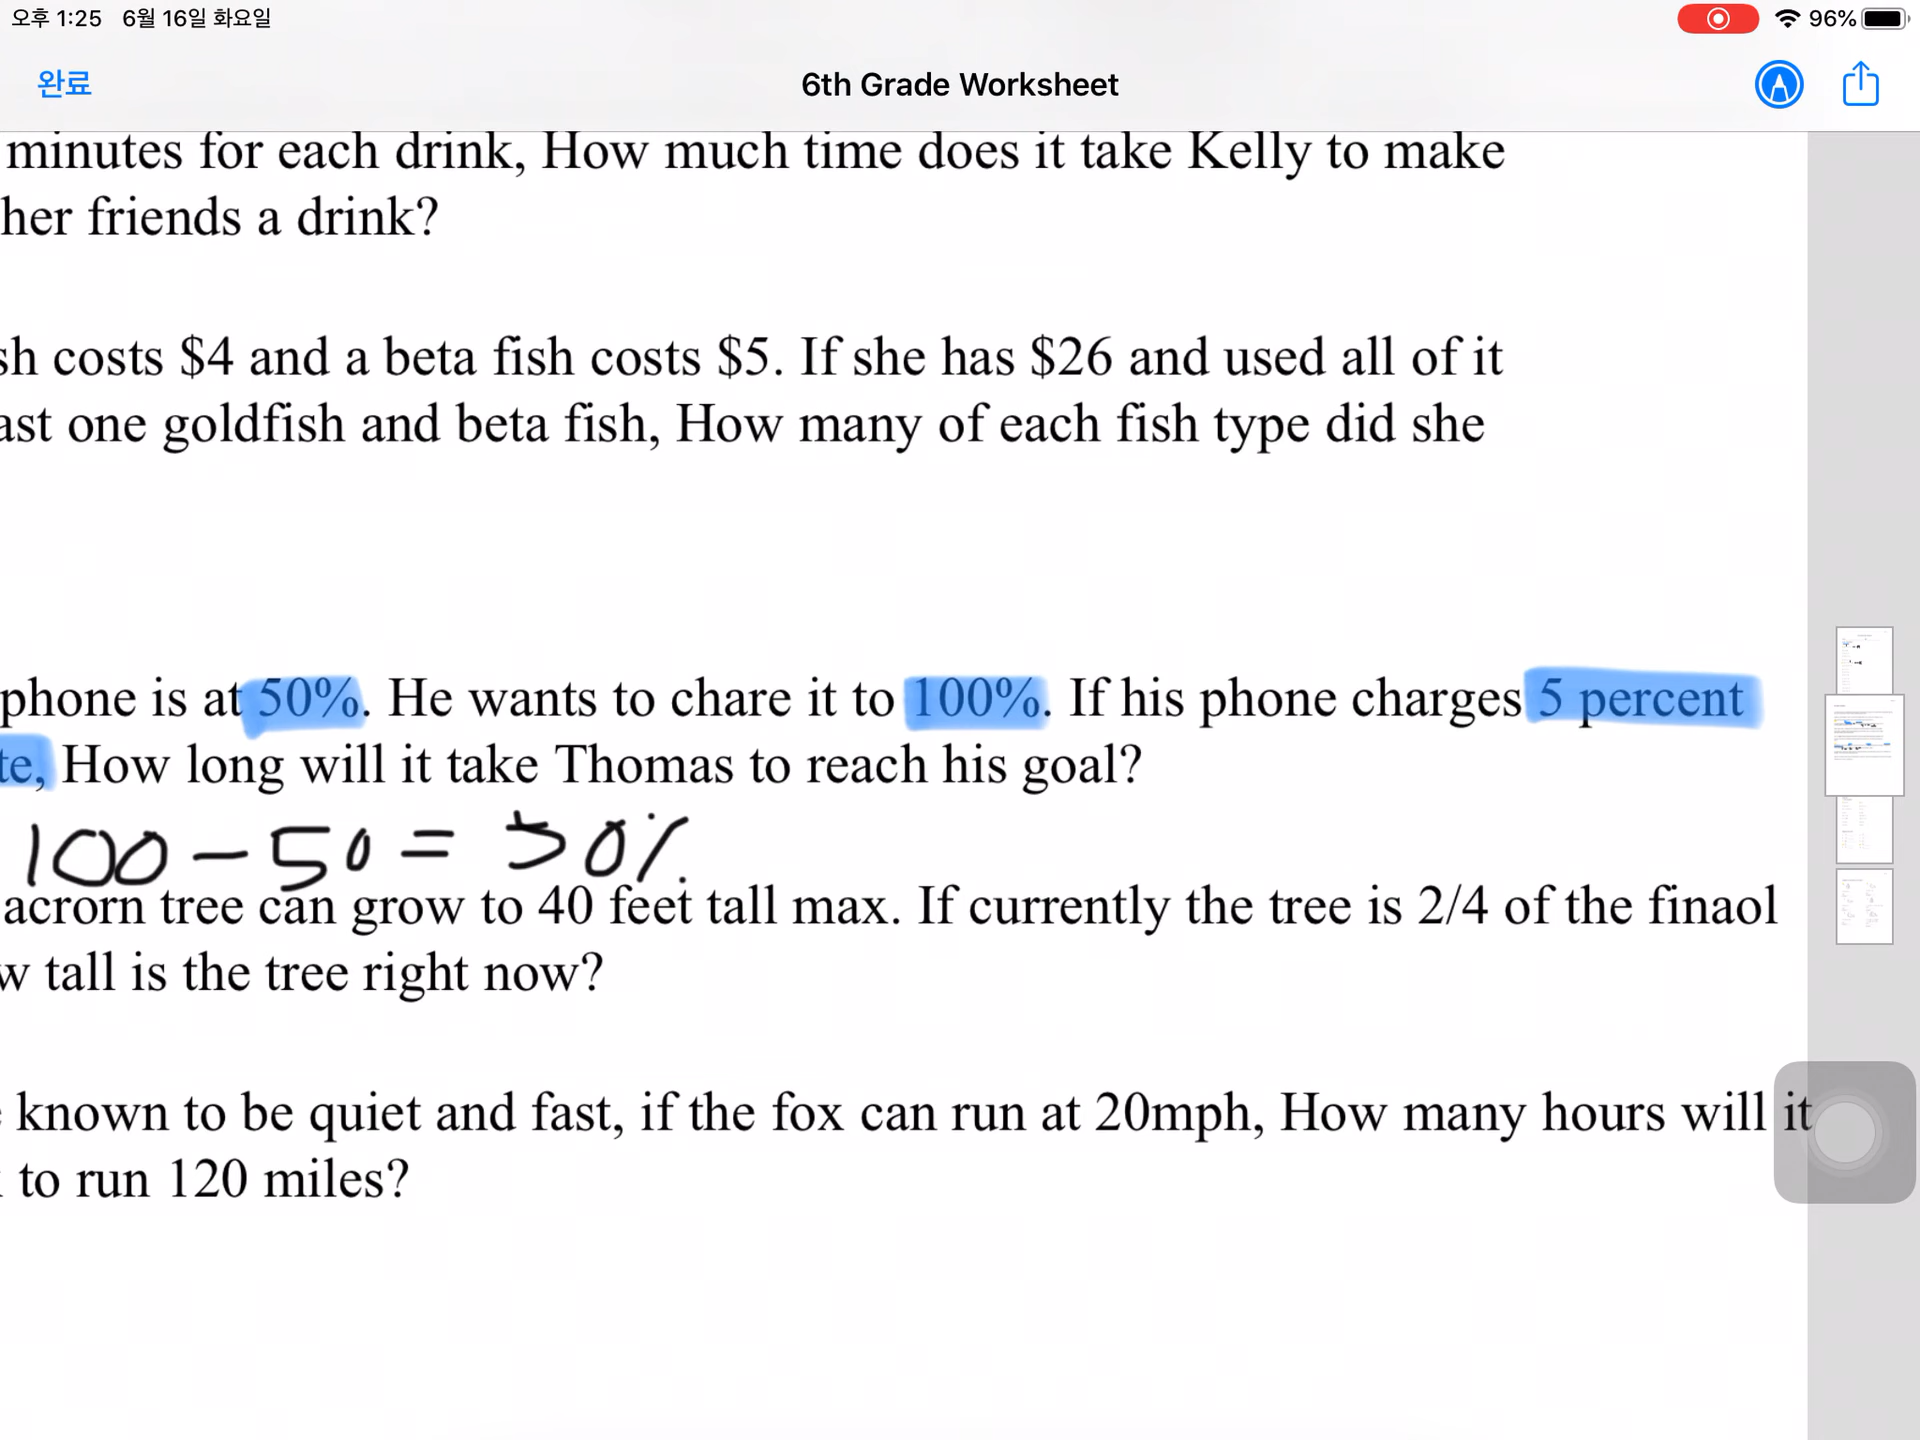 오후 1:25 6월 16일 화요일 96%
완료 6th Grade Worksheet
minutes for each drink, How much time does it take Kelly to make
her friends a drink?
sh costs $4 and a beta fish costs $5. If she has $26 and used all of it
ast one goldfish and beta fish, How many of each fish type did she
phone is at 50%. He wants to chare it to 100%. If his phone charges 5 percent
te, How long will it take Thomas to reach his goal?
100 - 50 = 50%
acrorn tree can grow to 40 feet tall max. If currently the tree is 2/4 of the finaol
w tall is the tree right now?
known to be quiet and fast, if the fox can run at 20mph, How many hours will it
to run 120 miles?